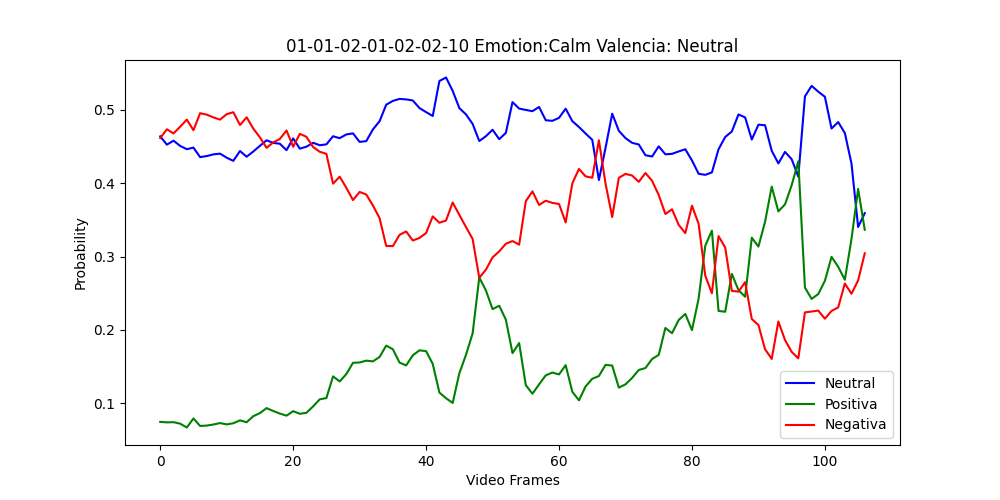 01-01-02-01-02-02-10 Emotion:Calm Valencia: Neutral
Probability
0.5
0.4
0.3
0.2
0.1
0 20 40 60 80 100
Video Frames
Neutral
Positiva
Negativa